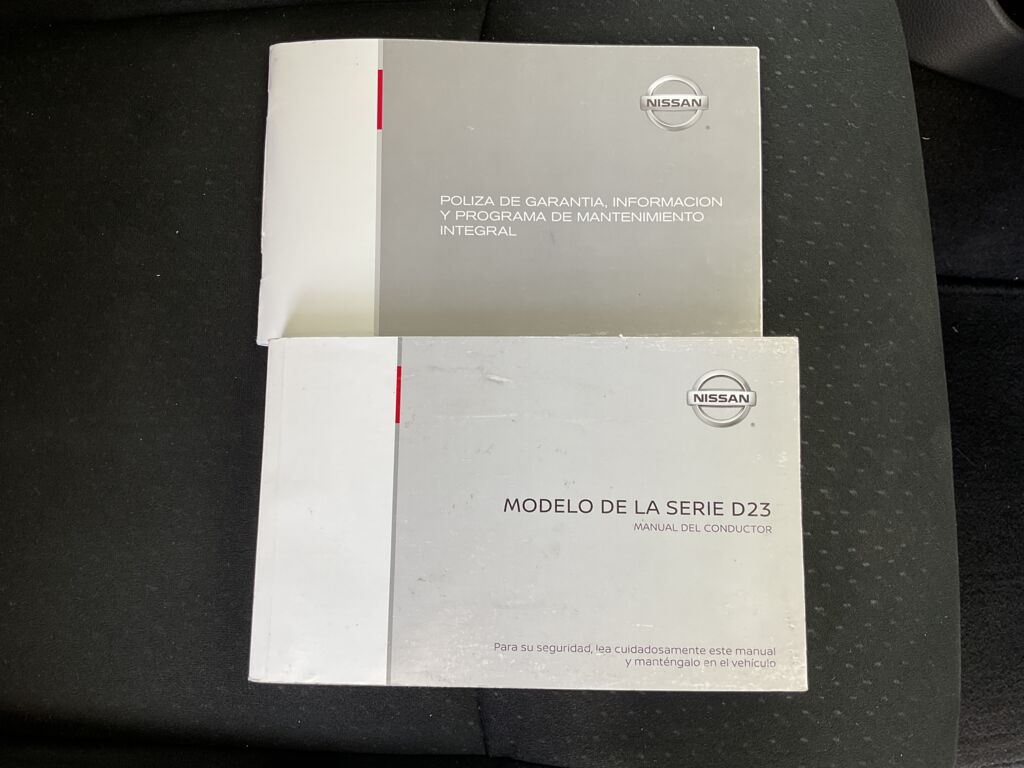 NISSAN
POLIZA DE GARANTIA, INFORMACION
Y PROGRAMA DE MANTENIMIENTO
INTEGRAL
NISSAN
MODELO DE LA SERIE D23
MANUAL DEL CONDUCTOR
Para su seguridad, lea cuidadosamente este manual
y manténgalo en el vehículo